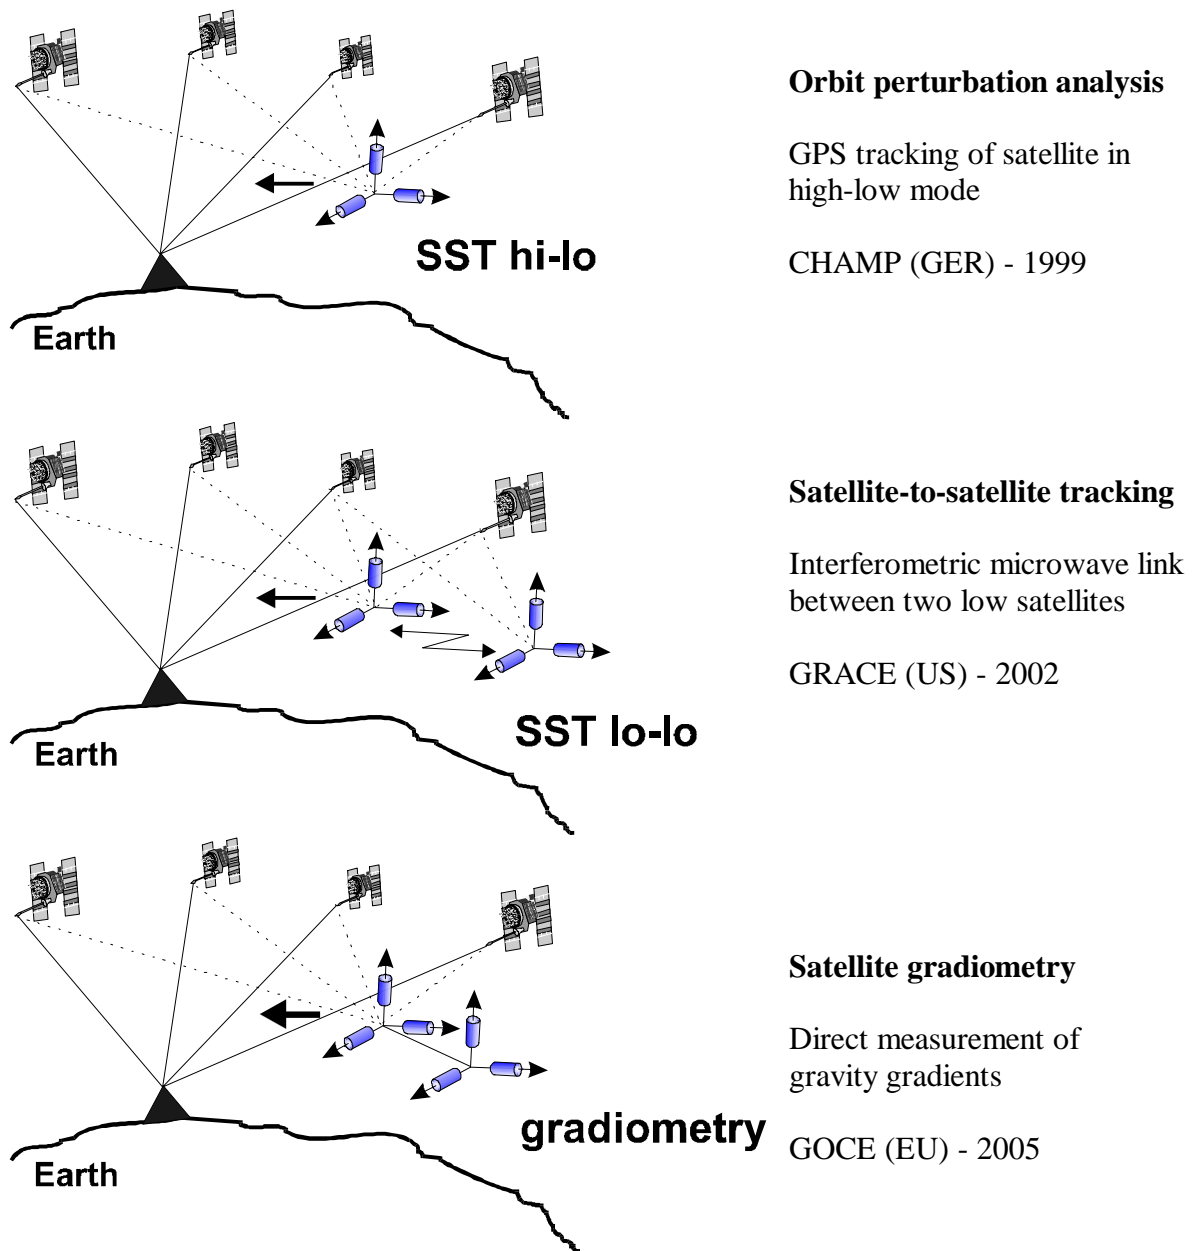 Orbit perturbation analysis
GPS tracking of satellite in
high-low mode
CHAMP (GER) - 1999
SST hi-lo
Earth
Satellite-to-satellite tracking
Interferometric microwave link
between two low satellites
GRACE (US) - 2002
SST lo-lo
Earth
Satellite gradiometry
Direct measurement of
gravity gradients
GOCE (EU) - 2005
gradiometry
Earth